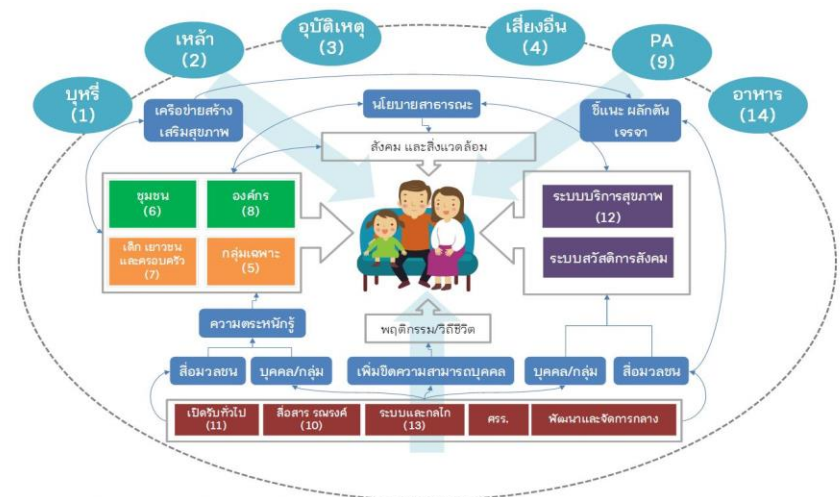 บุหรี่
(1)
เหล้า
(2)
อุบัติเหตุ
(3)
เสี่ยงอื่น
(4)
PA
(9)
อาหาร
(14)
เครือข่ายสร้าง
เสริมสุขภาพ
นโยบายสาธารณะ
ชี้แนะ ผลักดัน
เจรจา
สังคม และสิ่งแวดล้อม
ชุมชน
(6)
องค์กร
(8)
เด็ก เยาวชน
และครอบครัว
(7)
กลุ่มเฉพาะ
(5)
ระบบบริการสุขภาพ
(12)
ระบบสวัสดิการสังคม
ความตระหนักรู้
พฤติกรรม/วิถีชีวิต
สื่อมวลชน
บุคคล/กลุ่ม
เพิ่มขีดความสามารถบุคคล
บุคคล/กลุ่ม
สื่อมวลชน
เปิดรับทั่วไป
(11)
สื่อสาร รณรงค์
(10)
ระบบและกลไก
(13)
ศรร.
พัฒนาและจัดการกลาง